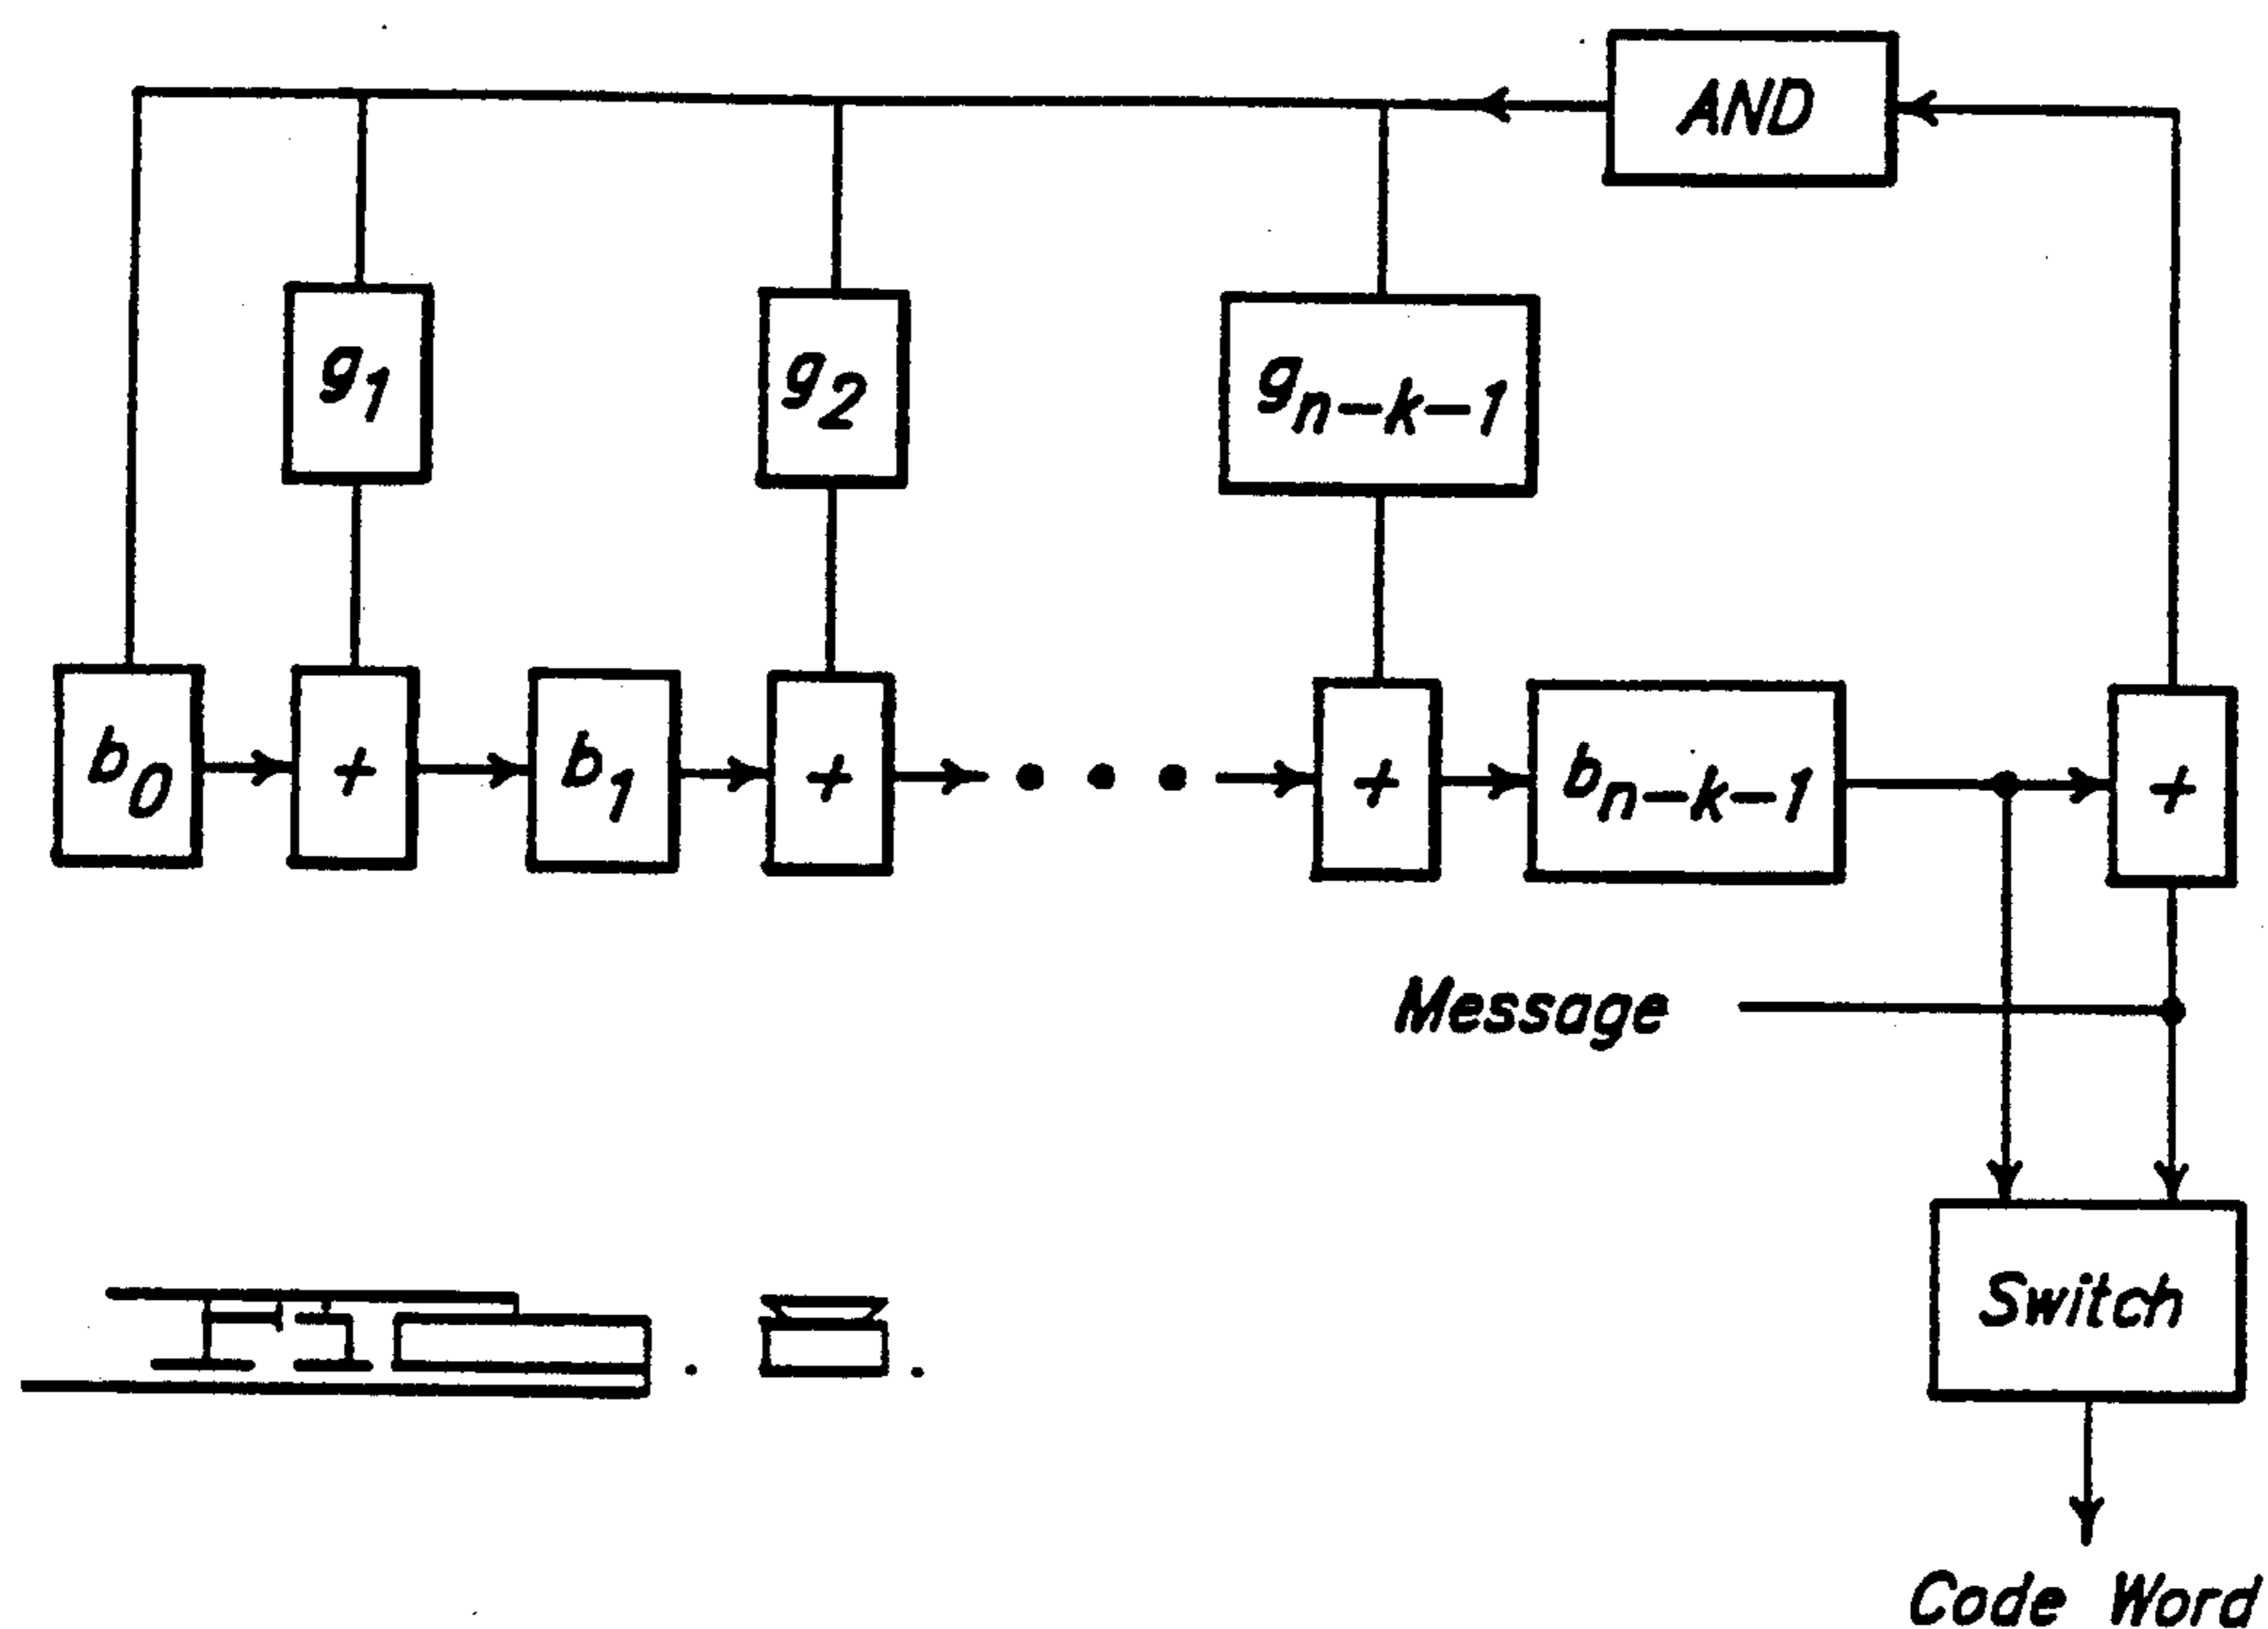 AND
g1
g2
gn-k-1
b0
+
b1
+
+
bn-k-1
+
Message
Switch
Code Word